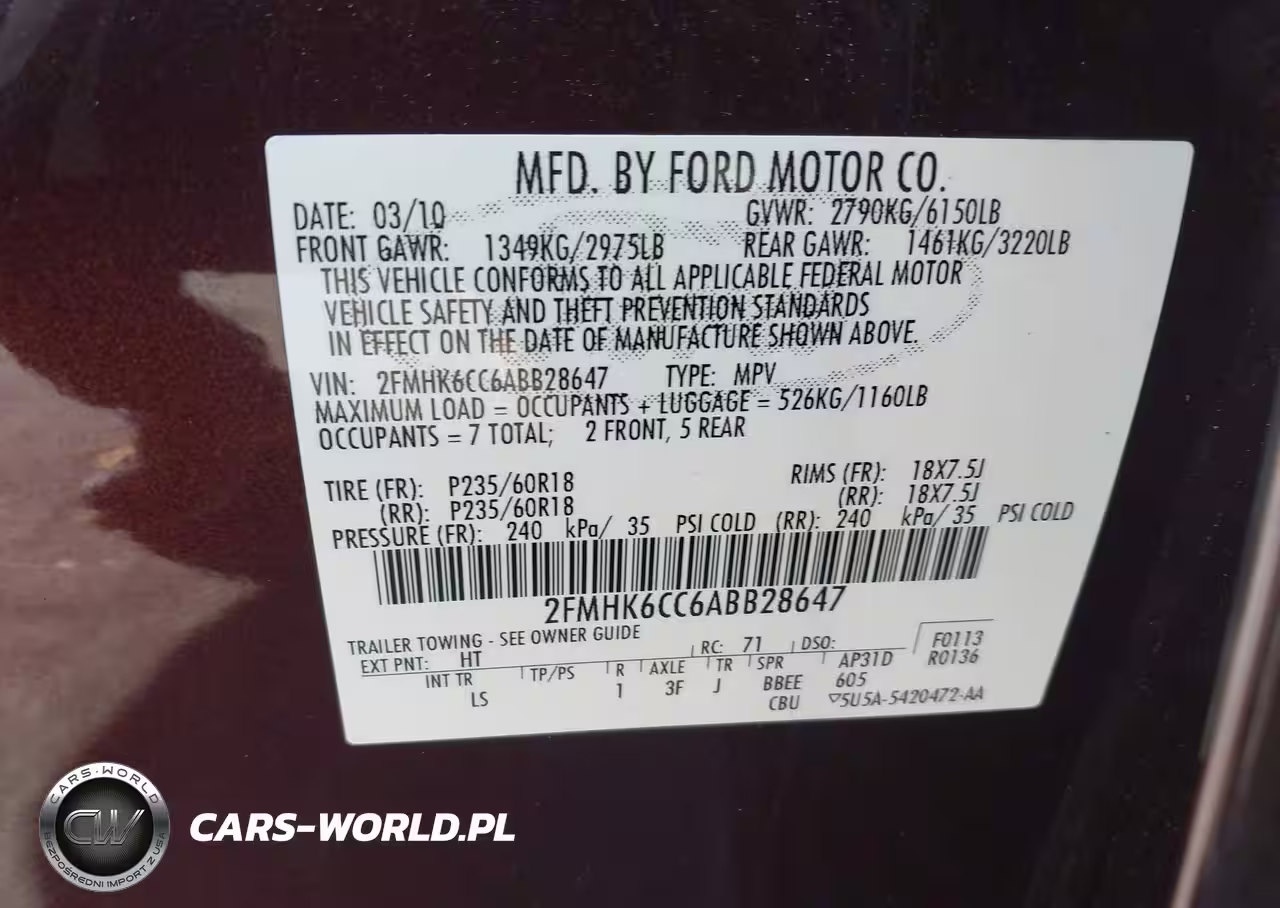 MFD. BY FORD MOTOR CO.
DATE: 03/10 GVWR: 2790KG/6150LB
FRONT GAWR: 1349KG/2975LB REAR GAWR: 1461KG/3220LB
THIS VEHICLE CONFORMS TO ALL APPLICABLE FEDERAL MOTOR
VEHICLE SAFETY AND THEFT PREVENTION STANDARDS
IN EFFECT ON THE DATE OF MANUFACTURE SHOWN ABOVE.
VIN: 2FMHK6CC6ABB28647 TYPE: MPV
MAXIMUM LOAD = OCCUPANTS + LUGGAGE = 526KG/1160LB
OCCUPANTS = 7 TOTAL; 2 FRONT, 5 REAR
TIRE (FR): P235/60R18 RIMS (FR): 18X7.5J
(RR): P235/60R18 (RR): 18X7.5J
PRESSURE (FR): 240 kPa/ 35 PSI COLD (RR): 240 kPa/ 35 PSI COLD
2FMHK6CC6ABB28647
TRAILER TOWING - SEE OWNER GUIDE
EXT PNT: HT RC: 71 DSO: F0113
INT TR TP/PS R AXLE TR SPR AP31D R0136
LS 1 3F J BBEE 605
CBU ▽5U5A-5420472-AA
CARS-WORLD
CW
BEZPOŚREDNI IMPORT Z USA
CARS-WORLD.PL